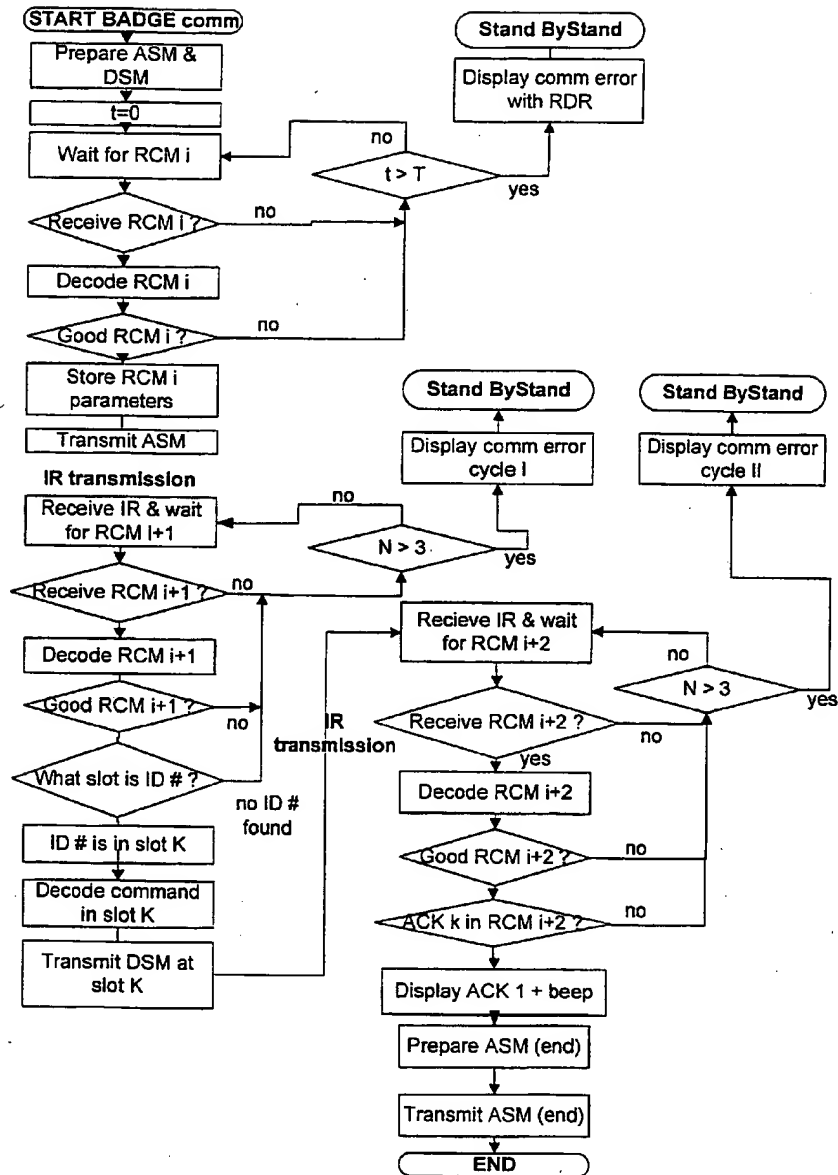 START BADGE comm
Prepare ASM &
DSM
t=0
Wait for RCM i
Receive RCM i ?
no
Decode RCM i
Good RCM i ?
no
Store RCM i
parameters
Transmit ASM
no
t > T
yes
Display comm error
with RDR
Stand ByStand
IR transmission
Receive IR & wait
for RCM i+1
Receive RCM i+1 ?
no
Decode RCM i+1
Good RCM i+1 ?
no
What slot is ID # ?
no ID #
found
ID # is in slot K
Decode command
in slot K
Transmit DSM at
slot K
no
N > 3
yes
Display comm error
cycle I
Stand ByStand
IR
transmission
Recieve IR & wait
for RCM i+2
Receive RCM i+2 ?
no
yes
Decode RCM i+2
Good RCM i+2 ?
no
ACK k in RCM i+2 ?
no
no
N > 3
yes
Display comm error
cycle II
Stand ByStand
Display ACK 1 + beep
Prepare ASM (end)
Transmit ASM (end)
END